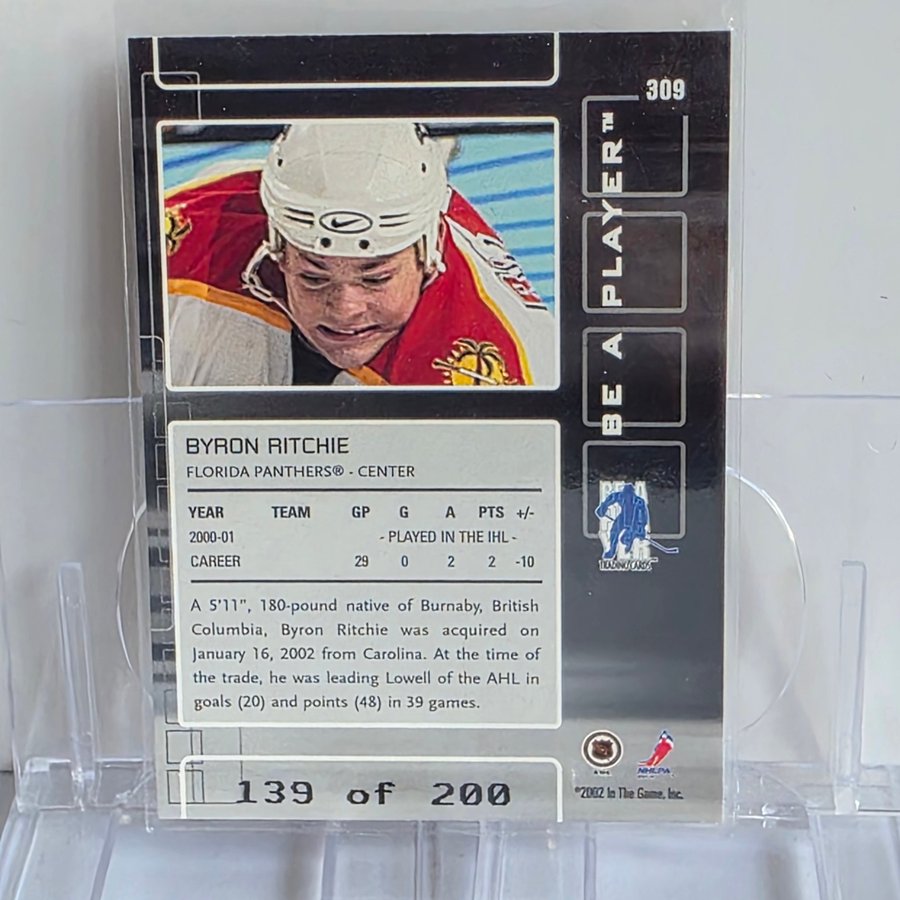 309
BE A PLAYER™
BYRON RITCHIE
FLORIDA PANTHERS® - CENTER
YEAR TEAM GP G A PTS +/-
2000-01 - PLAYED IN THE IHL -
CAREER 29 0 2 2 -10
A 5'11", 180-pound native of Burnaby, British
Columbia, Byron Ritchie was acquired on
January 16, 2002 from Carolina. At the time of
the trade, he was leading Lowell of the AHL in
goals (20) and points (48) in 39 games.
BE A
PLAYER
TRADING CARDS
NHLPA
©2002 In The Game, Inc.
139 of 200